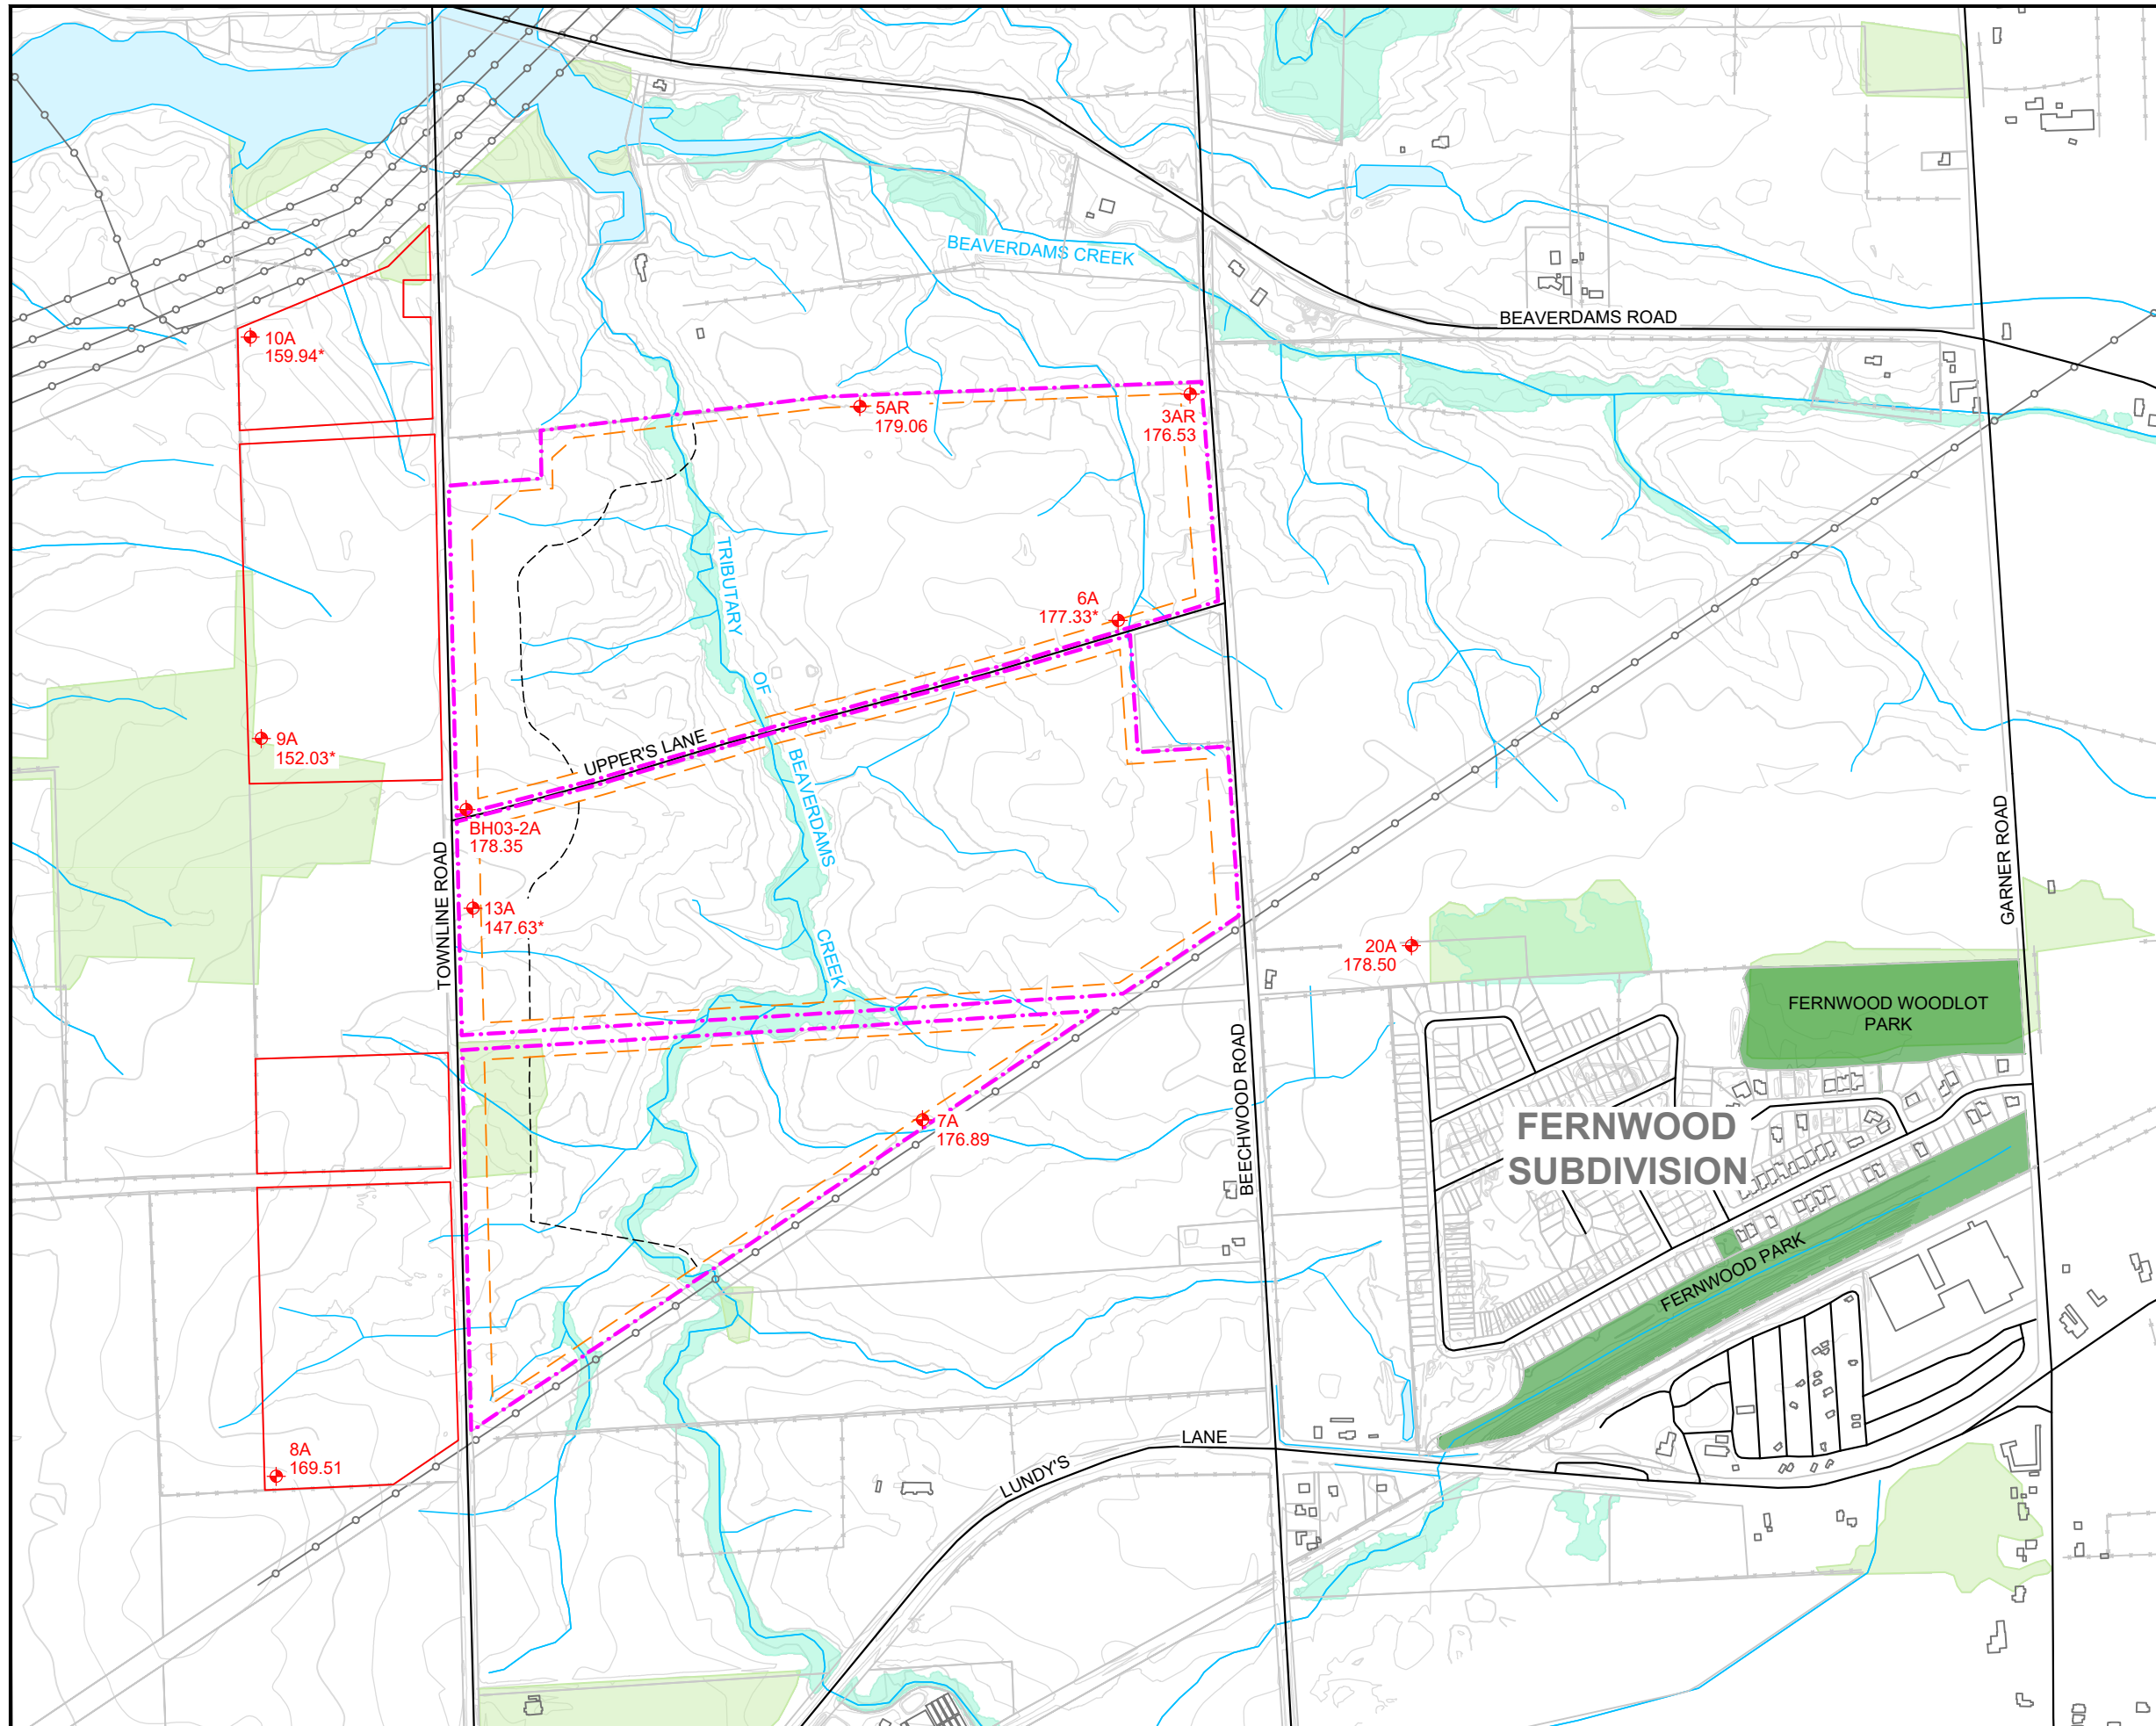 BEAVERDAMS CREEK
BEAVERDAMS ROAD
10A
159.94*
5AR
179.06
3AR
176.53
TRIBUTARY
OF
BEAVERDAMS
CREEK
6A
177.33*
UPPER'S LANE
9A
152.03*
BH03-2A
178.35
TOWNLINE ROAD
13A
147.63*
GARNER ROAD
20A
178.50
FERNWOOD WOODLOT
PARK
BEECHWOOD ROAD
7A
176.89
FERNWOOD
SUBDIVISION
FERNWOOD PARK
8A
169.51
LUNDY'S
LANE